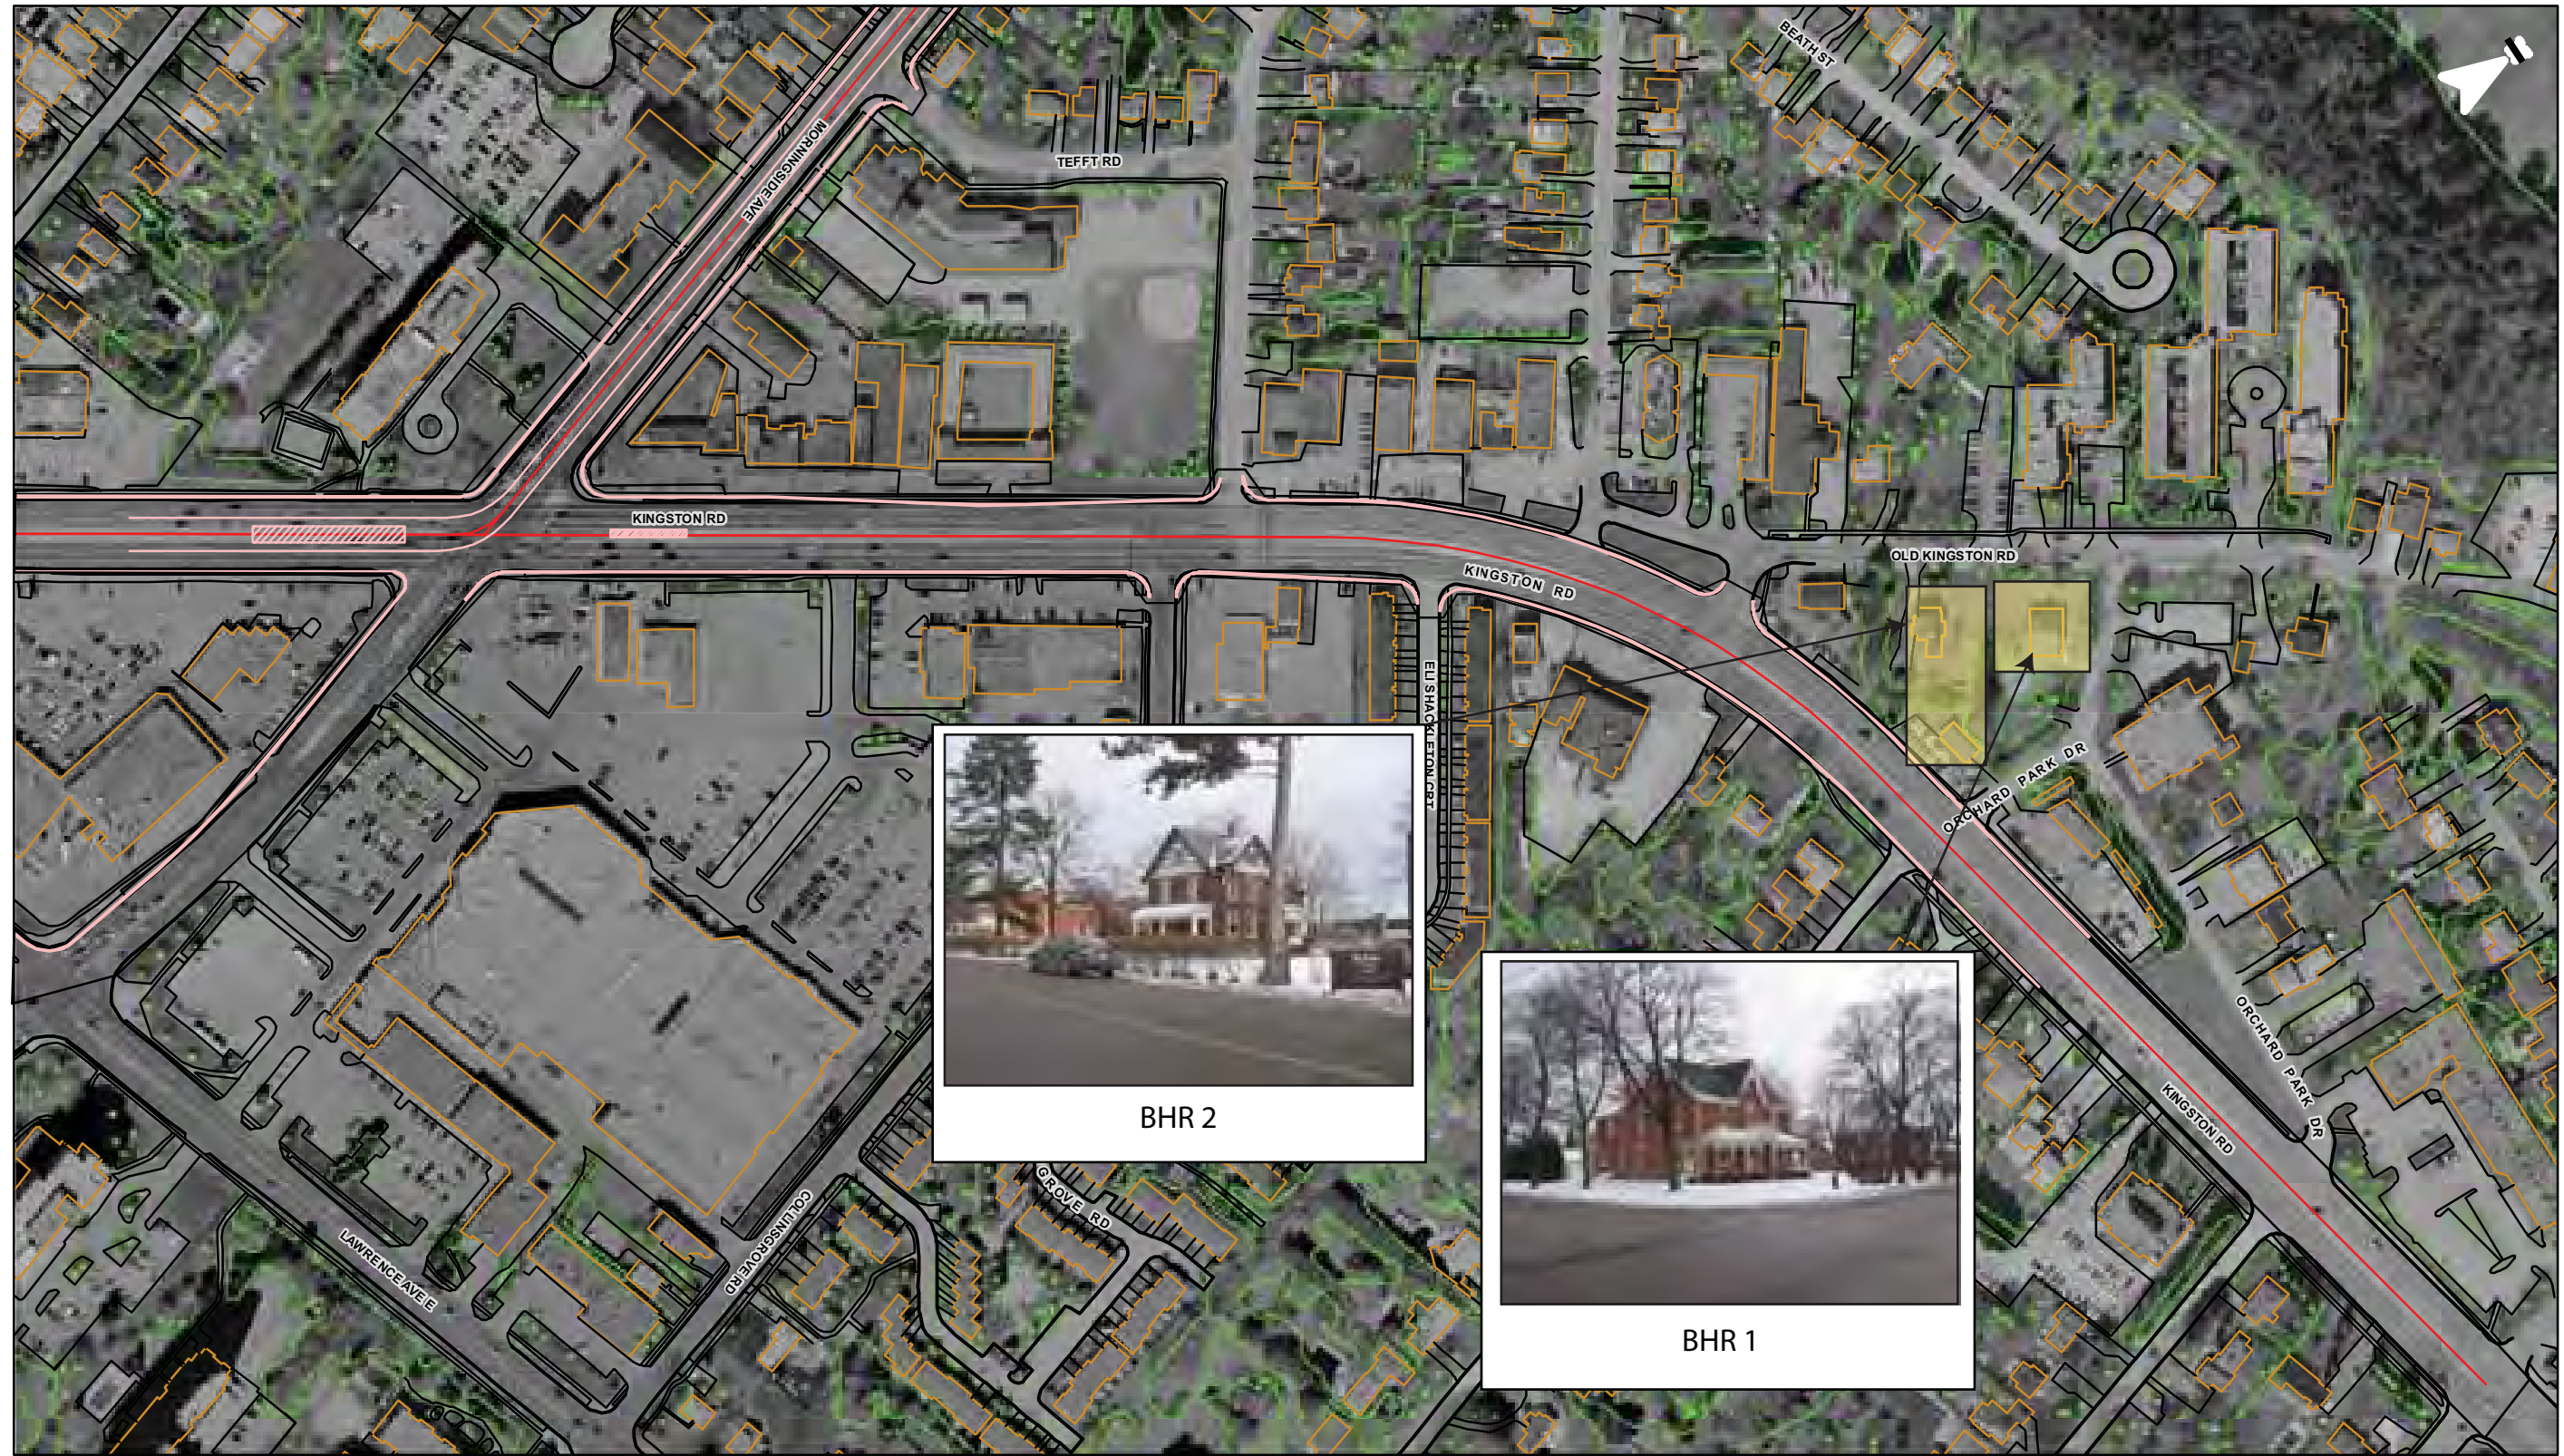 BEATH ST
MORNINGSIDE AVE
TEFFT RD
KINGSTON RD
OLD KINGSTON RD
KINGSTON RD
ELI SHACKLETON CRT
ORCHARD PARK DR
ORCHARD PARK DR
KINGSTON RD
BHR 2
GROVE RD
COLLINSGROVE RD
LAWRENCE AVE E
BHR 1